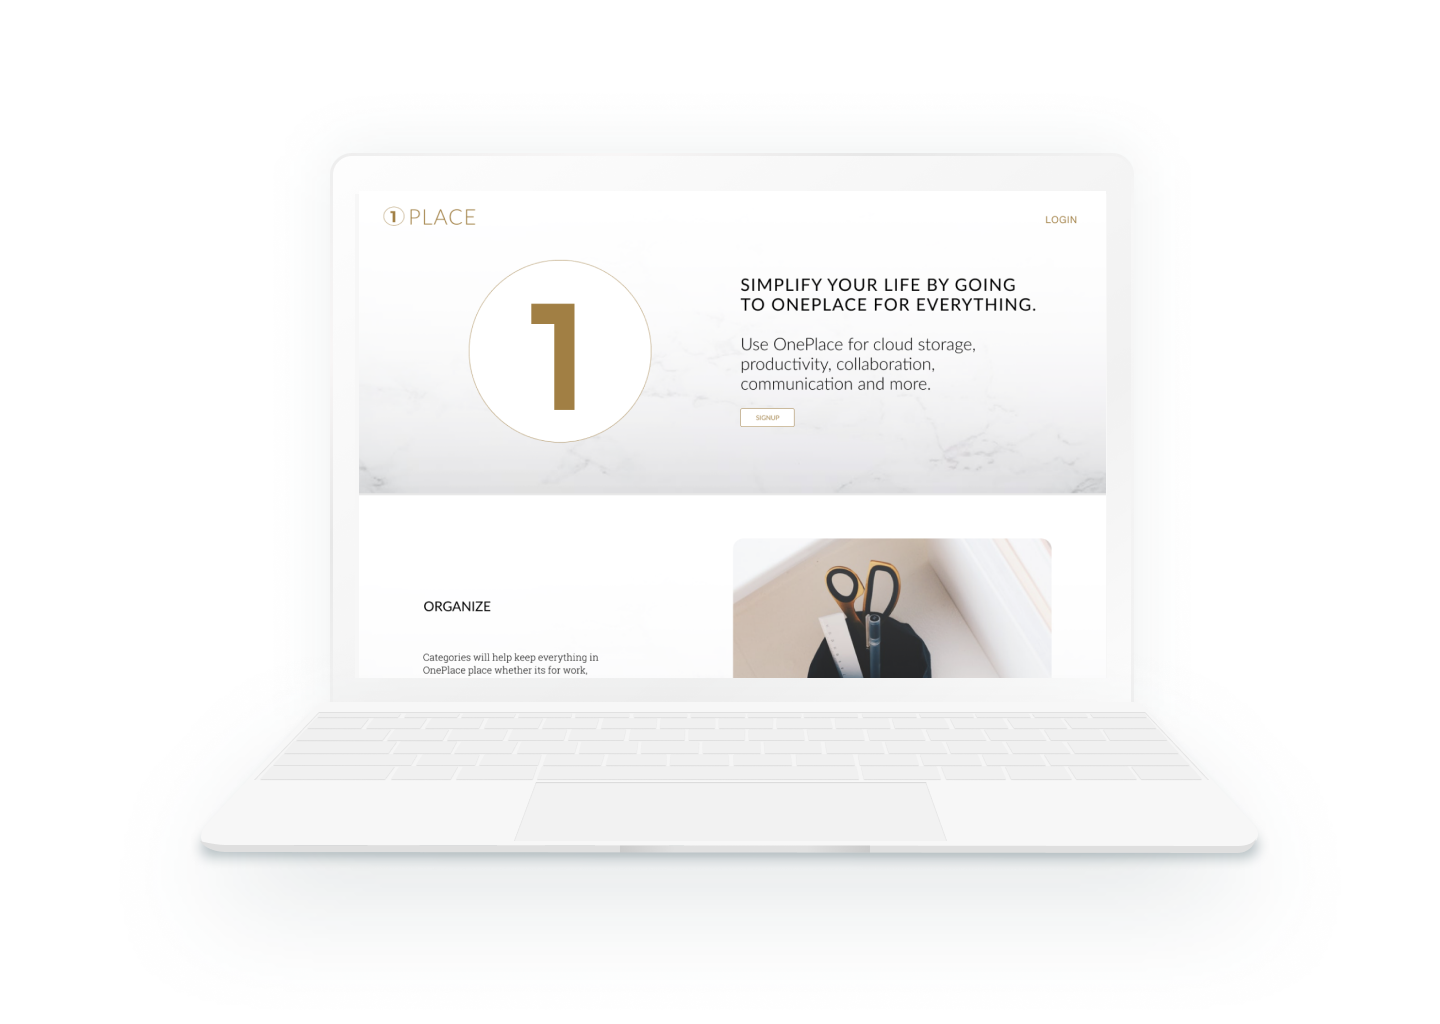 1 PLACE
LOGIN
1
SIMPLIFY YOUR LIFE BY GOING
TO ONEPLACE FOR EVERYTHING.
Use OnePlace for cloud storage,
productivity, collaboration,
communication and more.
SIGNUP
ORGANIZE
Categories will help keep everything in
OnePlace place whether its for work,